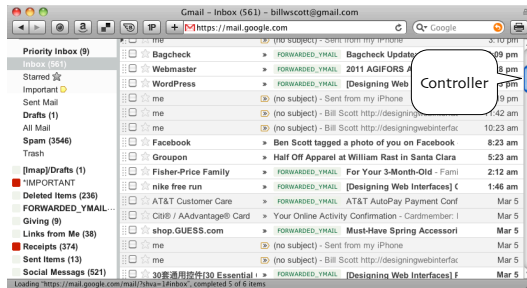 Gmail – Inbox (561) – billwscott@gmail.com
1P + Mhttps://mail.google.com C Q- Google
Priority Inbox (9)
Inbox (561)
Starred
Important
Sent Mail
Drafts (1)
All Mail
Spam (3546)
Trash
[Imap]/Drafts (1)
*IMPORTANT
Deleted Items (236)
FORWARDED_YMAIL...
Giving (9)
Links from Me (38)
Receipts (374)
Sent Items (13)
Social Messags (521)
me » (no subject) - Sent from my iPhone 3:10 pm
Bagcheck » FORWARDED_YMAIL Bagcheck Update :09 pm
Webmaster » FORWARDED_YMAIL 2011 AGIFORS A 8 pm
WordPress » FORWARDED_YMAIL [Designing Web I pm
me » (no subject) - Sent from my iPhone 9 pm
me » (no subject) - Bill Scott http://designingwebinterfac 11:42 am
me » (no subject) - Bill Scott http://designingwebinterfac 10:23 am
Facebook » Ben Scott tagged a photo of you on Facebook 8:23 am
Groupon » Half Off Apparel at William Rast in Santa Clara 5:23 am
Fisher-Price Family » FORWARDED_YMAIL For Your 3-Month-Old - Fami 2:12 am
nike free run » FORWARDED_YMAIL [Designing Web Interfaces] C 1:46 am
AT&T Customer Care » FORWARDED_YMAIL AT&T AutoPay Payment Conf Mar 5
Citi® / AAdvantage® Card » Your Online Activity Confimation - Cardmember: Mar 5
shop.GUESS.com » FORWARDED_YMAIL Must-Have Spring Accessori Mar 5
me » (no subject) - Sent from my iPhone Mar 5
me » (no subject) - Bill Scott http://designingwebinterfac Mar 5
30套通用控件[30 Essential » FORWARDED_YMAIL [Designing Web Interfaces] F Mar 5
Controller
Loading "https://mail.google.com/mail/?shva=1#inbox", completed 5 of 6 items